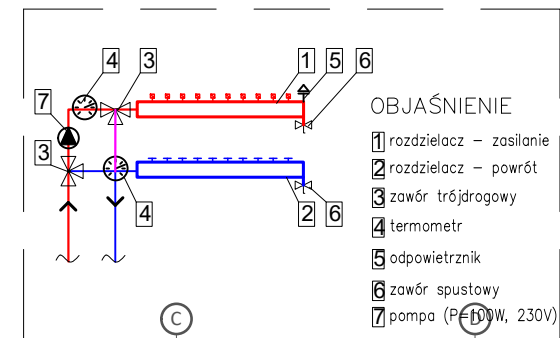 4 3 1 5 6
7
3
4 2 6
OBJAŚNIENIE
1 rozdzielacz – zasilanie
2 rozdzielacz – powrót
3 zawór trójdrogowy
4 termometr
5 odpowietrznik
6 zawór spustowy
7 pompa (P=100W, 230V)
C D